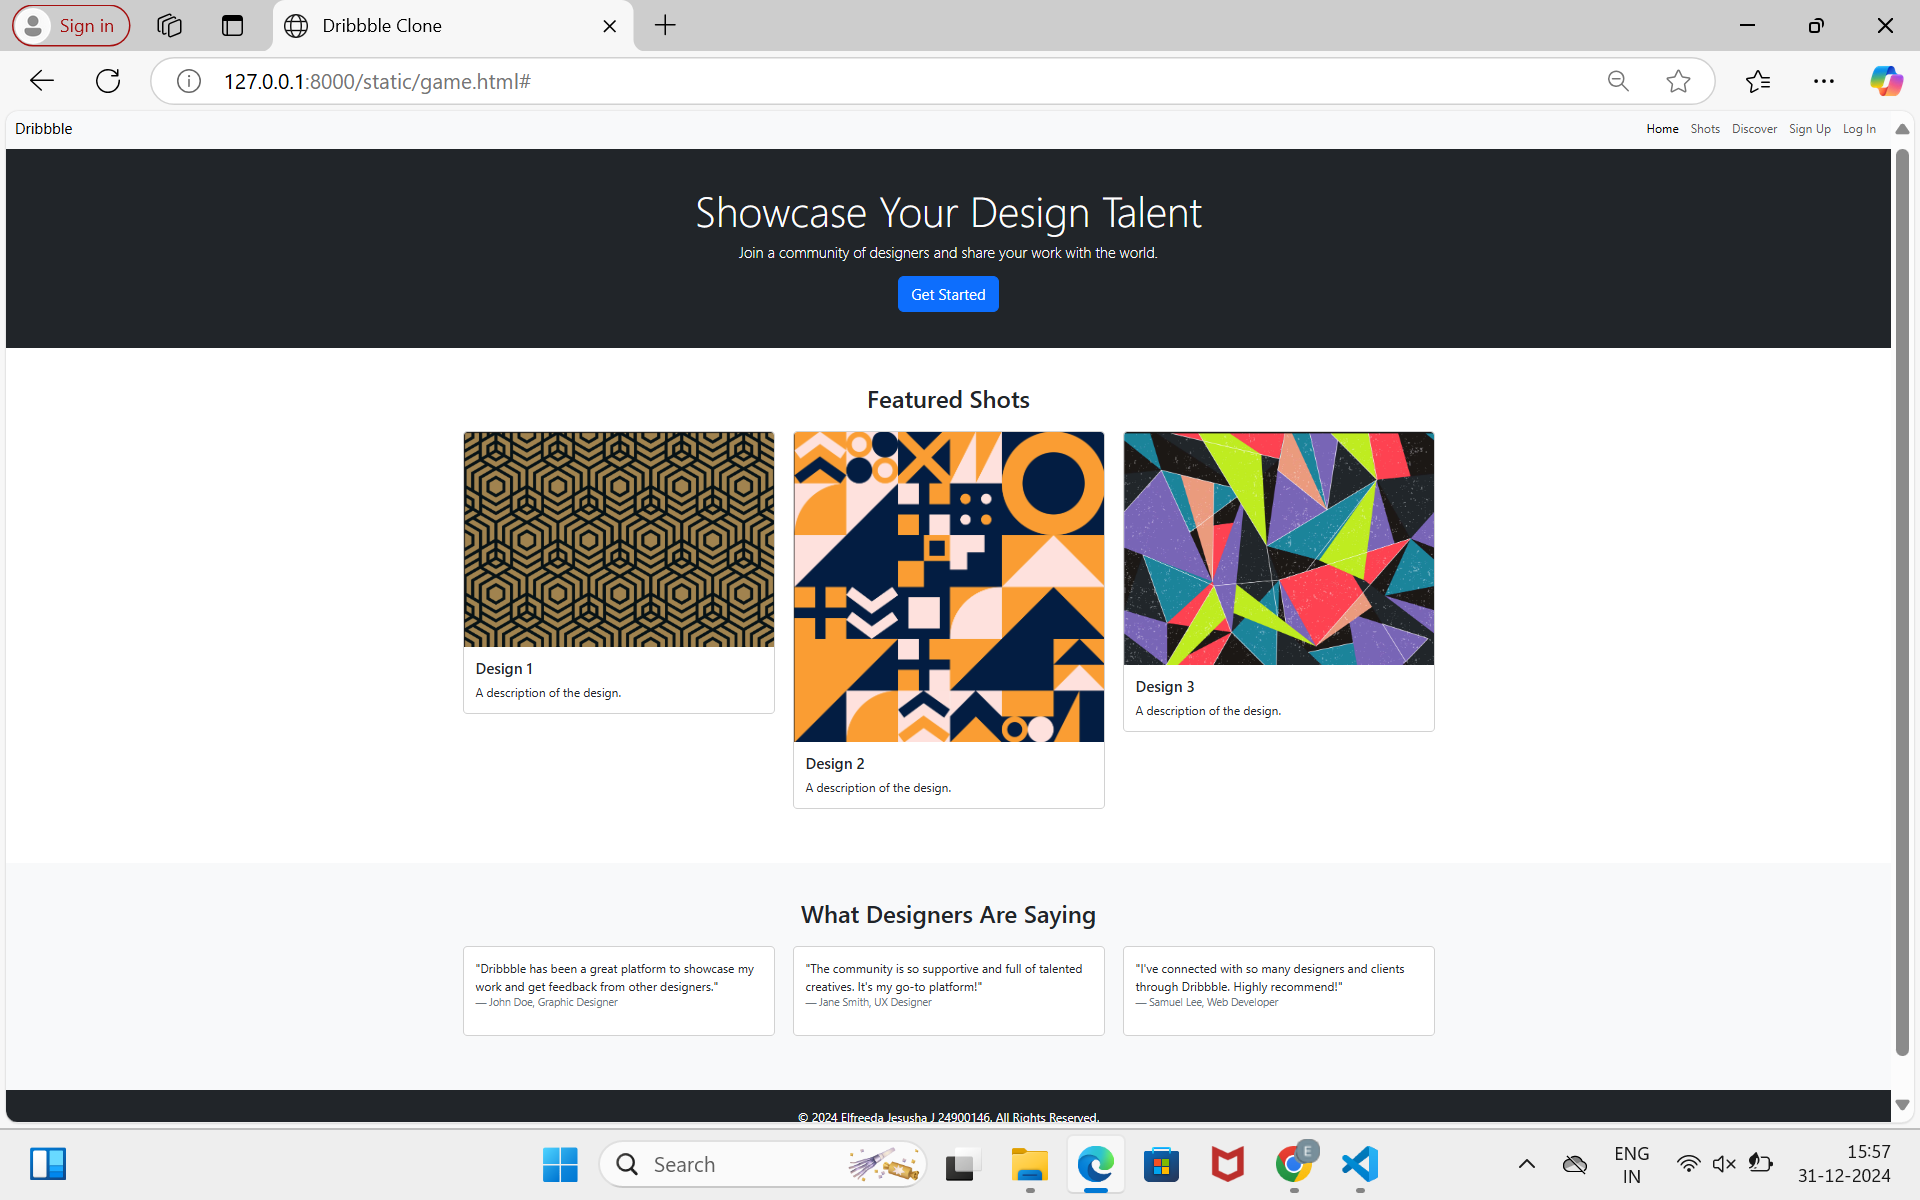 Sign in
Dribbble Clone
127.0.0.1:8000/static/game.html#
Dribbble
Home Shots Discover Sign Up Log In
Showcase Your Design Talent
Join a community of designers and share your work with the world.
Get Started
Featured Shots
Design 1
A description of the design.
Design 2
A description of the design.
Design 3
A description of the design.
What Designers Are Saying
"Dribbble has been a great platform to showcase my
work and get feedback from other designers."
— John Doe, Graphic Designer
"The community is so supportive and full of talented
creatives. It's my go-to platform!"
— Jane Smith, UX Designer
"I've connected with so many designers and clients
through Dribbble. Highly recommend!"
— Samuel Lee, Web Developer
© 2024 Elfreeda Jesusha J 24900146. All Rights Reserved.
Search
E
ENG
IN
15:57
31-12-2024